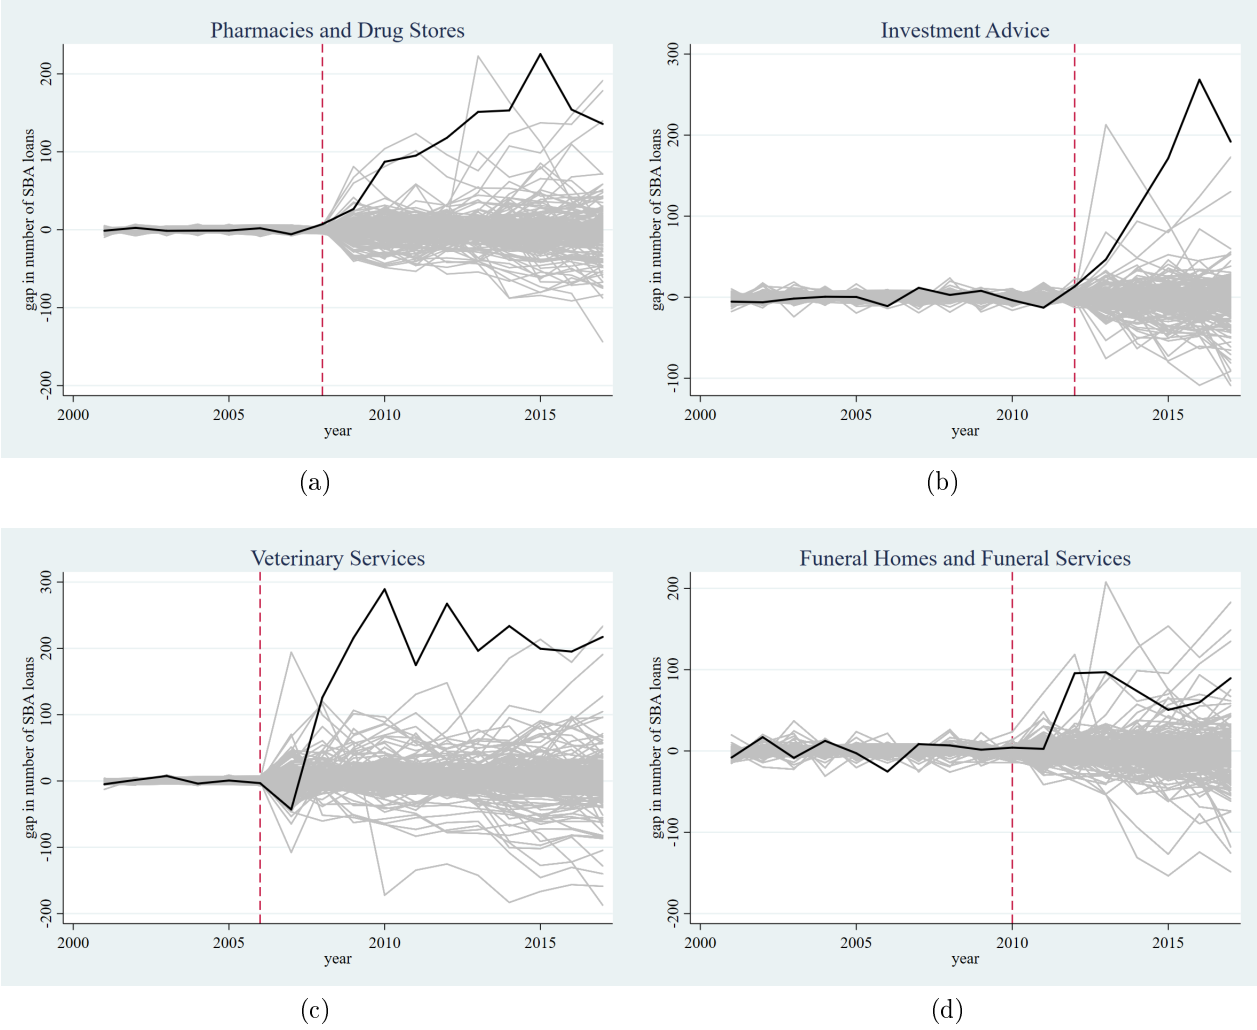 Pharmacies and Drug Stores
gap in number of SBA loans
200
100
0
-100
-200
2000 2005 2010 2015
year
(a)
Investment Advice
gap in number of SBA loans
300
200
100
0
-100
2000 2005 2010 2015
year
(b)
Veterinary Services
gap in number of SBA loans
300
200
100
0
-100
-200
2000 2005 2010 2015
year
(c)
Funeral Homes and Funeral Services
gap in number of SBA loans
200
100
0
-100
-200
2000 2005 2010 2015
year
(d)